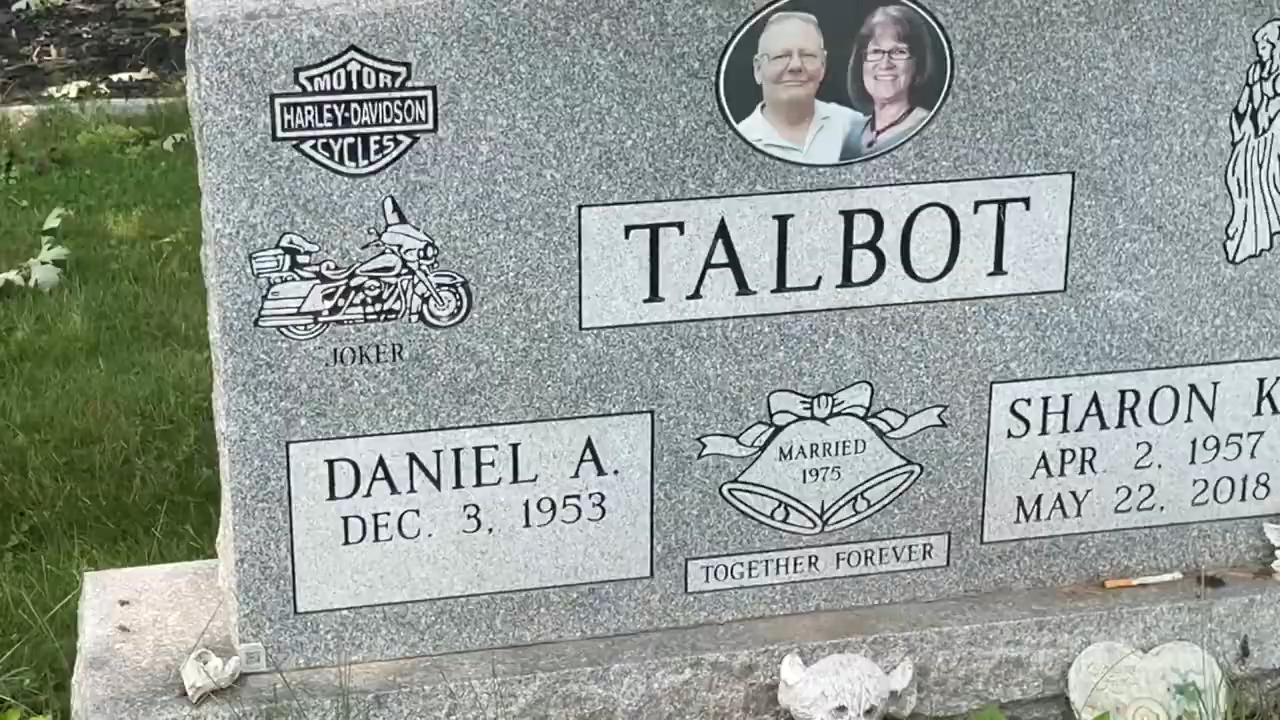 MOTOR
HARLEY-DAVIDSON
CYCLES
TALBOT
JOKER
DANIEL A.
DEC. 3, 1953
MARRIED
1975
TOGETHER FOREVER
SHARON K
APR. 2, 1957
MAY 22, 2018